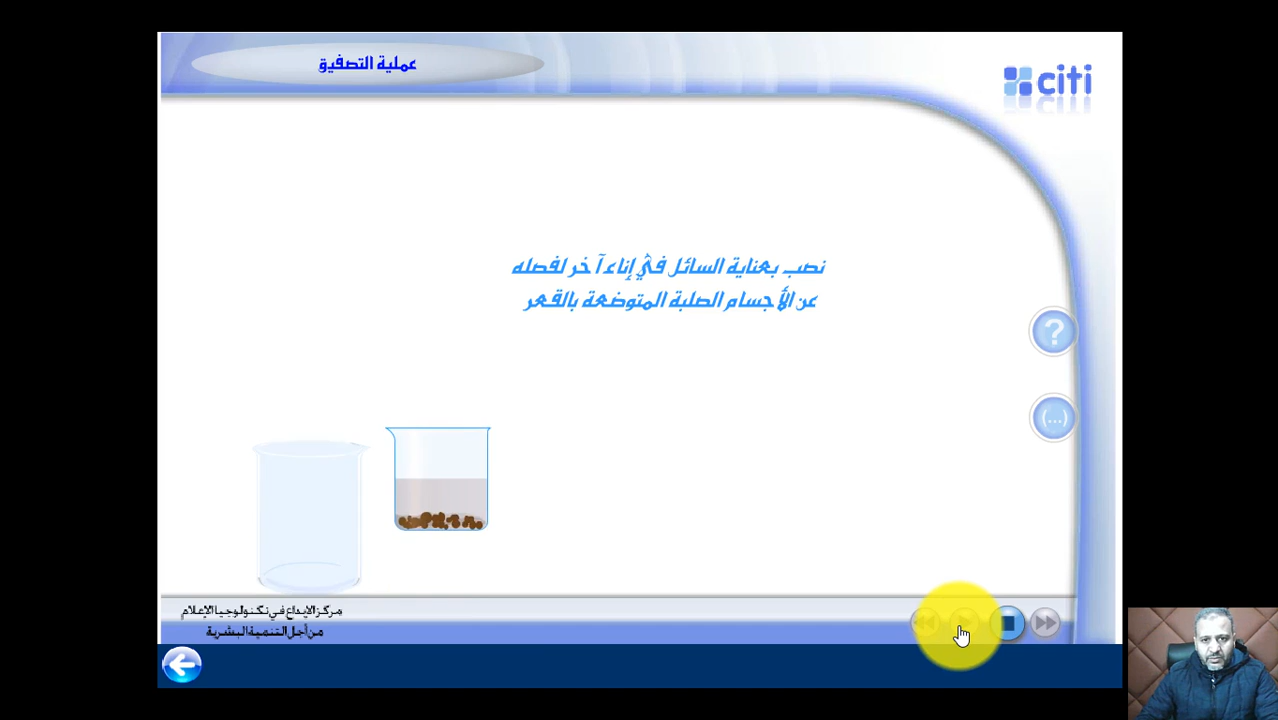 عملية التصفيق
citi
نصب بعناية السائل في إناء آخر لفصله
عن الأجسام الصلبة المتوضعة بالقعر
?
(...)
مركز الإبداع في تكنولوجيا الإعلام
من أجل التنمية البشرية